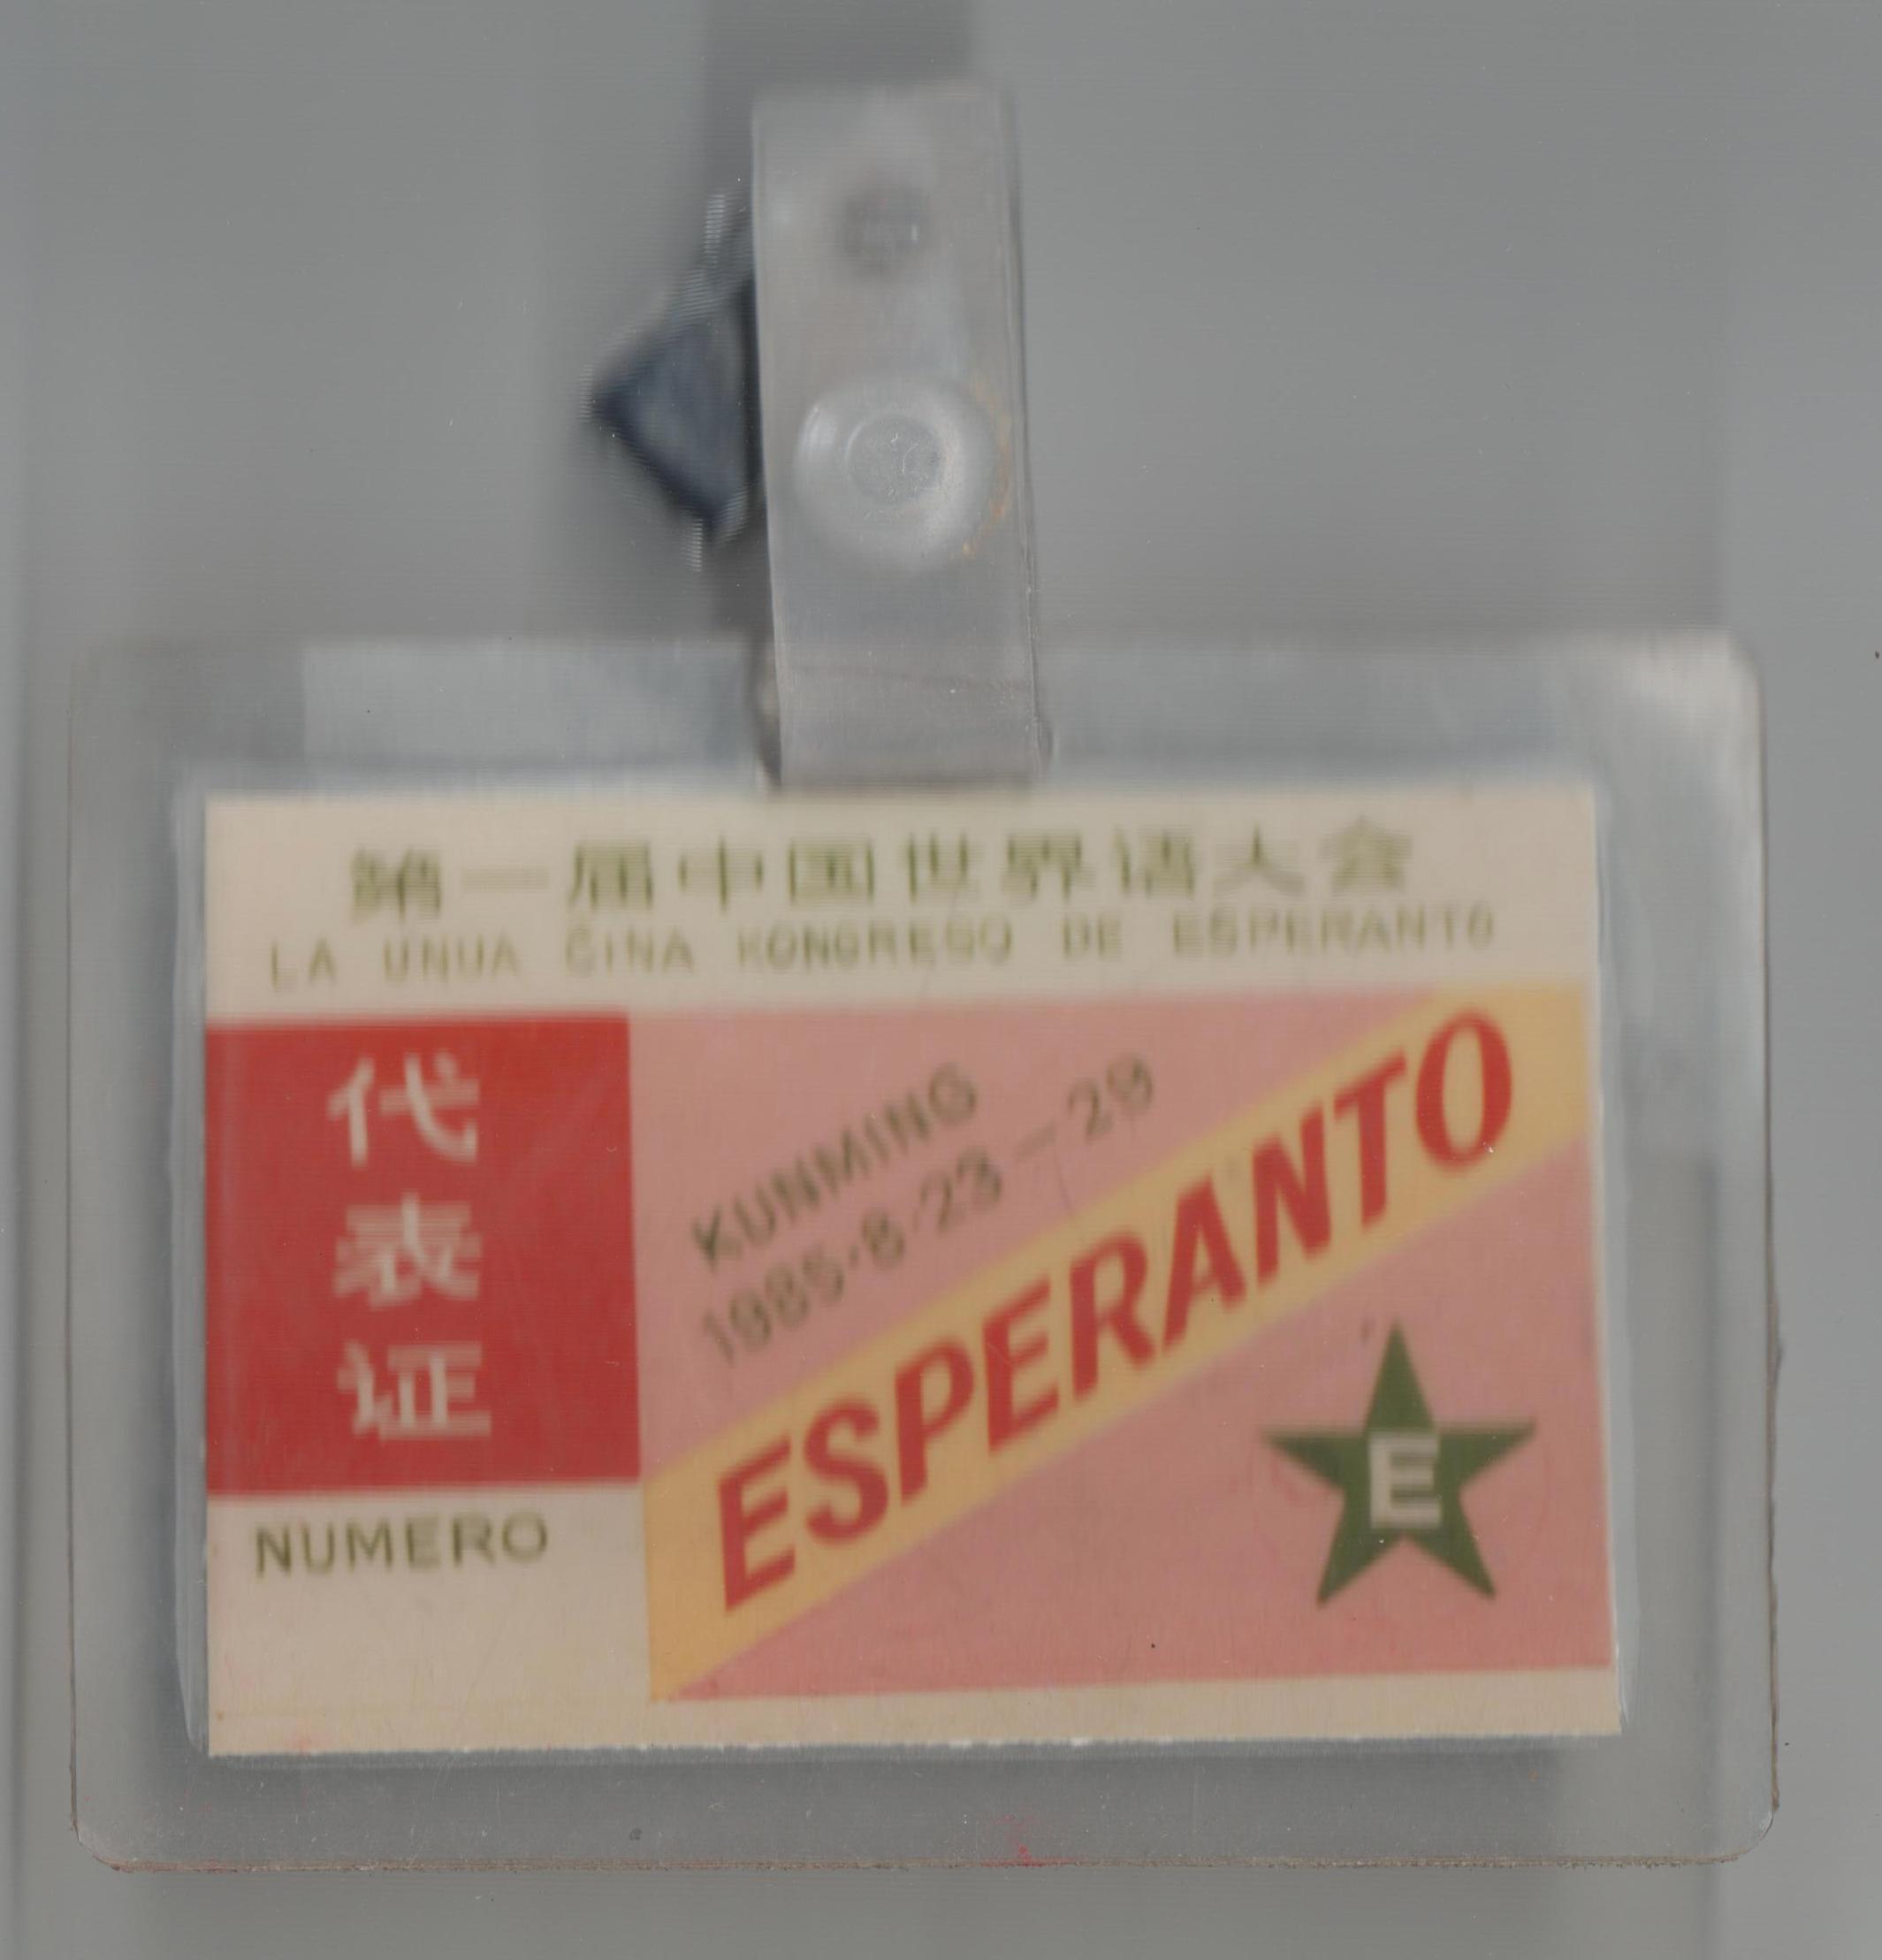 第一届中国世界语大会
LA UNUA ĈINA KONGRESO DE ESPERANTO
代
表
证
KUNMING
1985·8·23—29
ESPERANTO
E
NUMERO